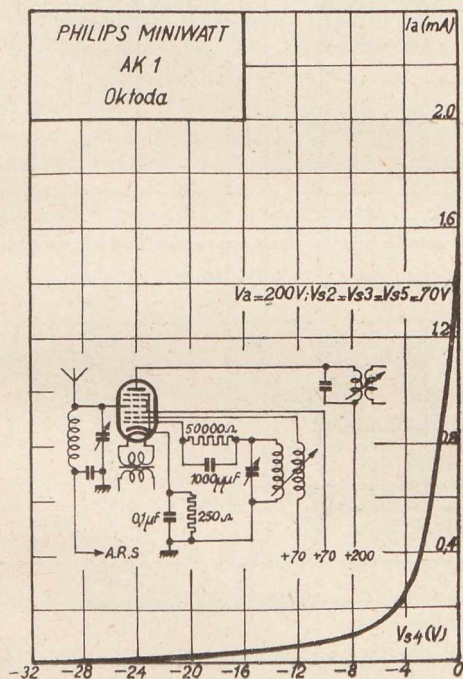 PHILIPS MINIWATT
AK 1
Oktoda
Ia (mA)
2.0
1.6
Va=200V; Vs2=Vs3=Vs5=70V
1.2
50000Ω
0.8
1000μμF
0,1μF
250Ω
A.R.S
+70 +70 +200
0.4
Vs4 (V)
-32 -28 -24 -20 -16 -12 -8 -4 0